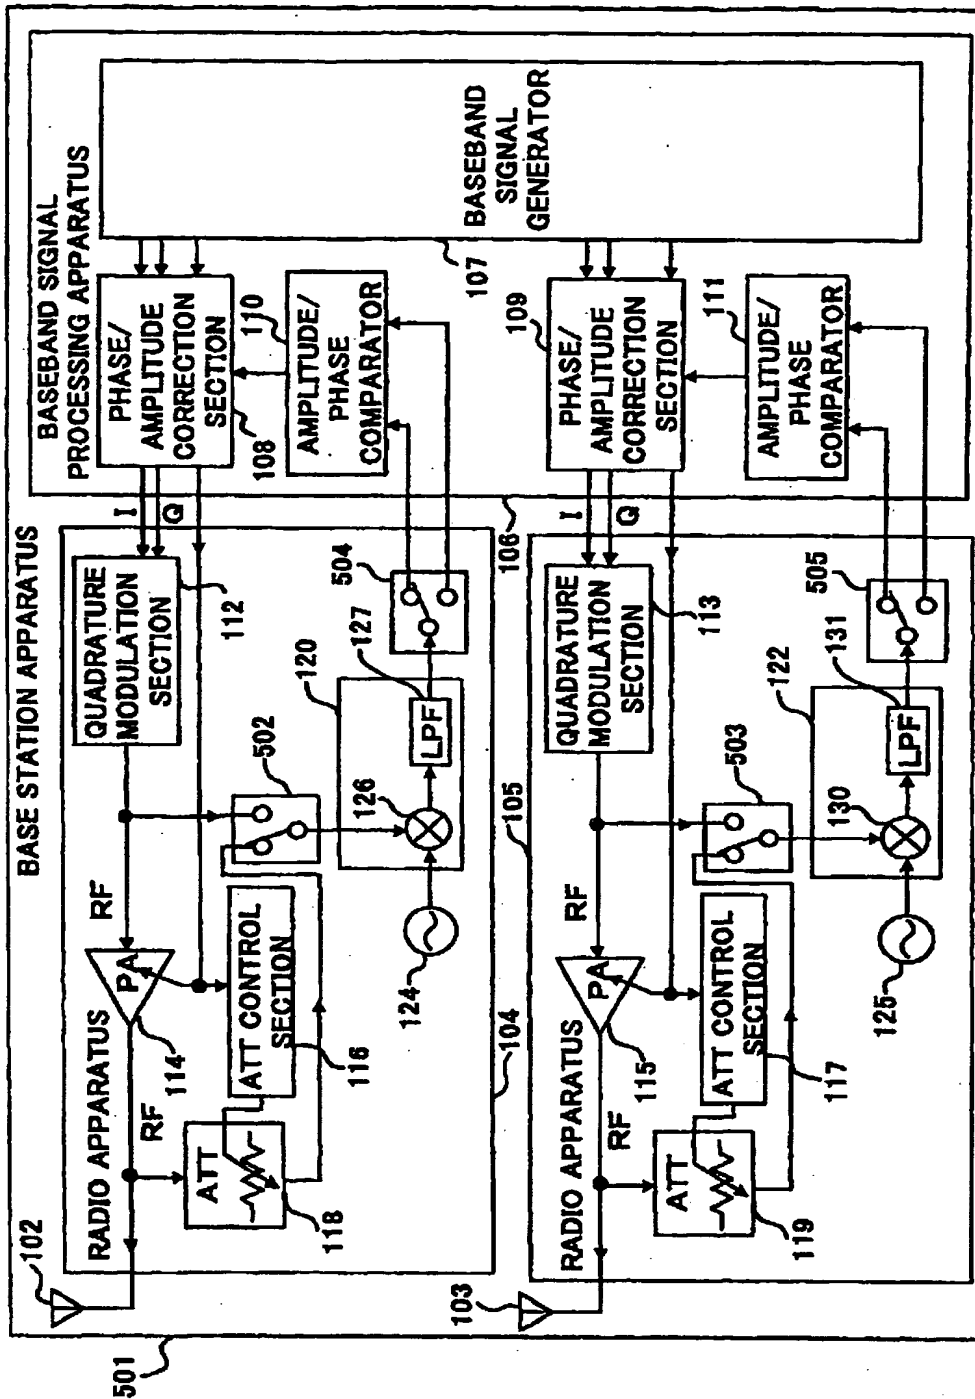 501
BASE STATION APPARATUS
102
RADIO APPARATUS
RF
PA
114
RF
ATT
118
ATT CONTROL
SECTION
116
104
124
502
126
120
LPF
127
504
QUADRATURE
MODULATION
SECTION
112
I
Q
106
BASEBAND SIGNAL
PROCESSING APPARATUS
PHASE/
AMPLITUDE
CORRECTION
SECTION
108
110
AMPLITUDE/
PHASE
COMPARATOR
107
BASEBAND
SIGNAL
GENERATOR
103
RADIO APPARATUS
RF
PA
115
RF
ATT
119
ATT CONTROL
SECTION
117
105
125
503
130
122
LPF
131
505
QUADRATURE
MODULATION
SECTION
113
I
Q
109
PHASE/
AMPLITUDE
CORRECTION
SECTION
111
AMPLITUDE/
PHASE
COMPARATOR